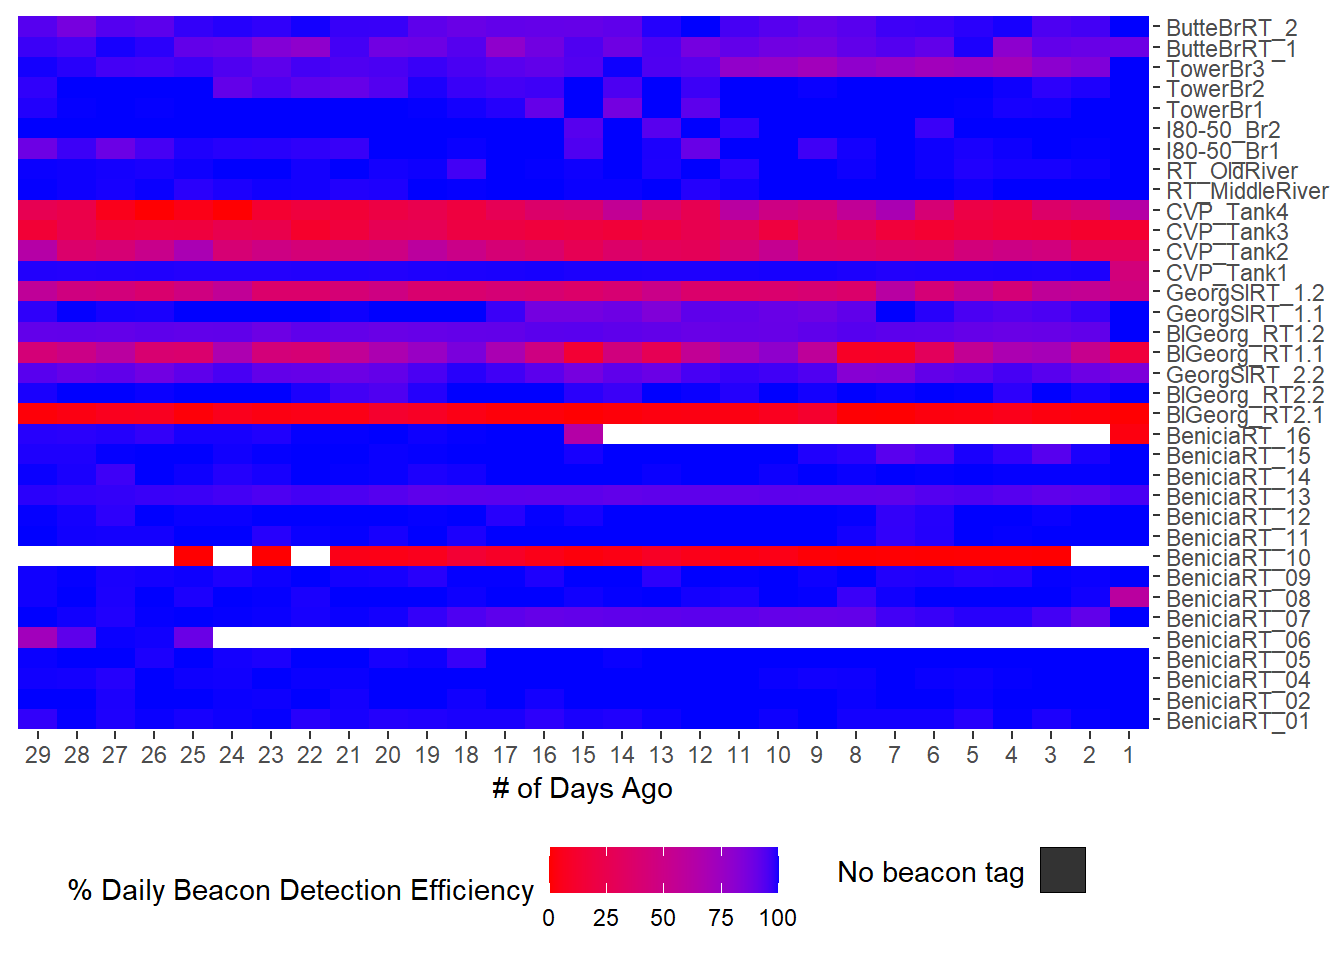 ButteBrRT_2
ButteBrRT_1
TowerBr3
TowerBr2
TowerBr1
I80-50_Br2
I80-50_Br1
RT_OldRiver
RT_MiddleRiver
CVP_Tank4
CVP_Tank3
CVP_Tank2
CVP_Tank1
GeorgSlRT_1.2
GeorgSlRT_1.1
BlGeorg_RT1.2
BlGeorg_RT1.1
GeorgSlRT_2.2
BlGeorg_RT2.2
BlGeorg_RT2.1
BeniciaRT_16
BeniciaRT_15
BeniciaRT_14
BeniciaRT_13
BeniciaRT_12
BeniciaRT_11
BeniciaRT_10
BeniciaRT_09
BeniciaRT_08
BeniciaRT_07
BeniciaRT_06
BeniciaRT_05
BeniciaRT_04
BeniciaRT_02
BeniciaRT_01
29 28 27 26 25 24 23 22 21 20 19 18 17 16 15 14 13 12 11 10 9 8 7 6 5 4 3 2 1
# of Days Ago
% Daily Beacon Detection Efficiency
0 25 50 75 100
No beacon tag